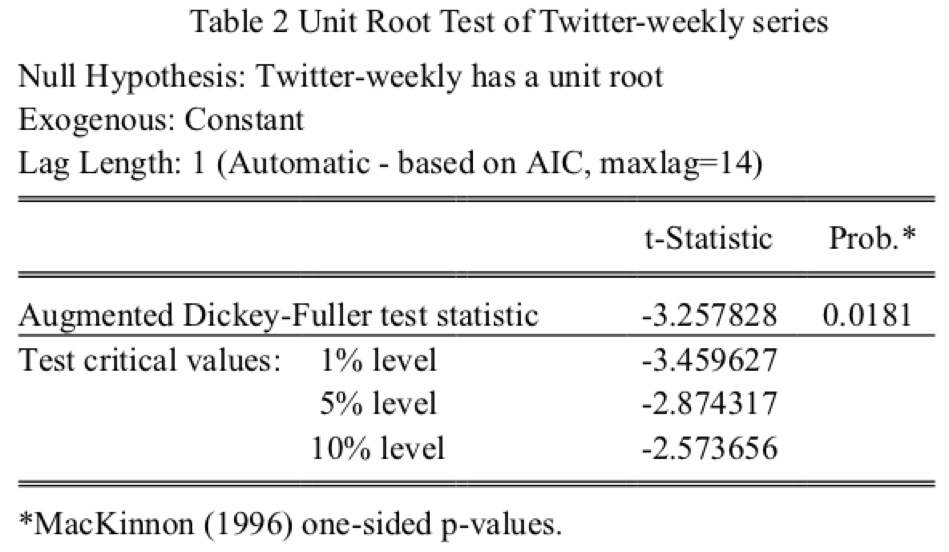 Table 2 Unit Root Test of Twitter-weekly series
Null Hypothesis: Twitter-weekly has a unit root
Exogenous: Constant
Lag Length: 1 (Automatic - based on AIC, maxlag=14)
t-Statistic Prob.*
Augmented Dickey-Fuller test statistic -3.257828 0.0181
Test critical values: 1% level -3.459627
5% level -2.874317
10% level -2.573656
*MacKinnon (1996) one-sided p-values.